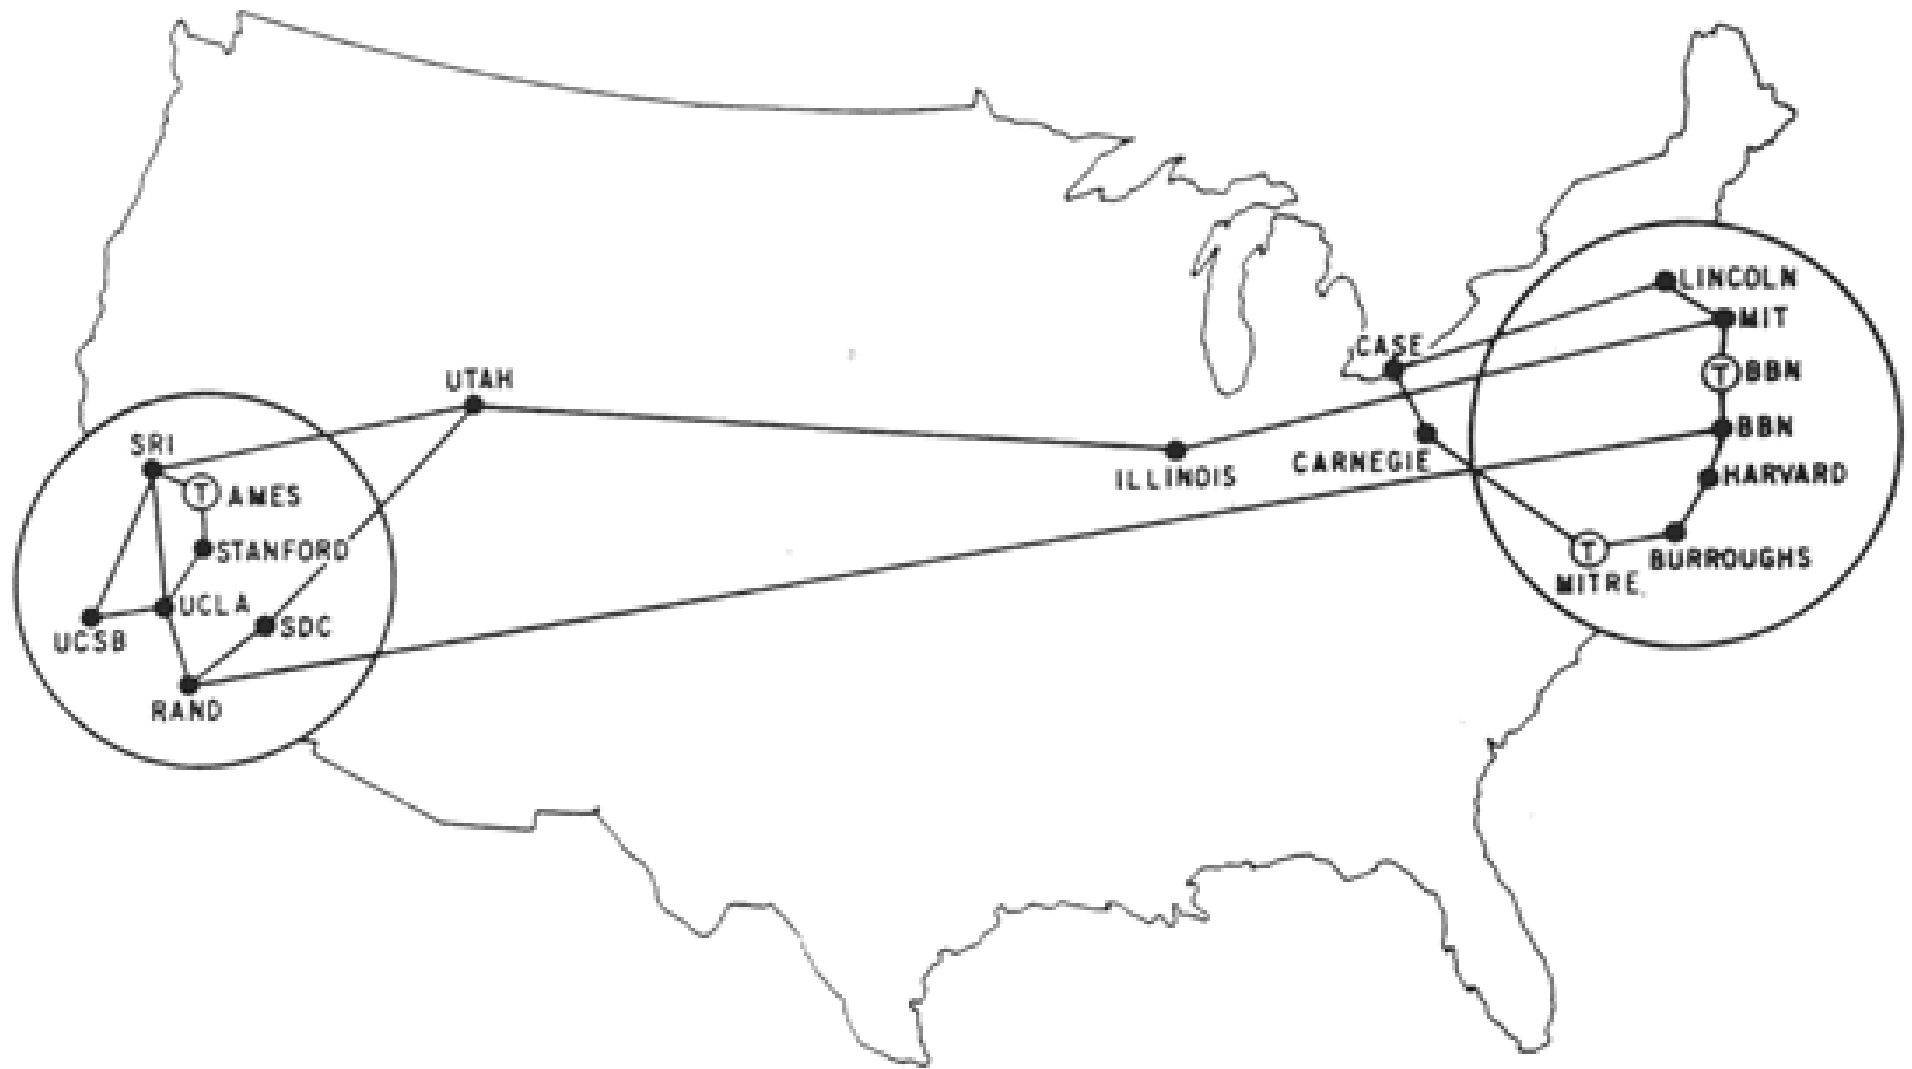 LINCOLN
MIT
T BBN
CASE
UTAH
BBN
SRI
CARNEGIE
ILLINOIS
HARVARD
T AMES
STANFORD
T
BURROUGHS
MITRE.
UCLA
SDC
UCSB
RAND